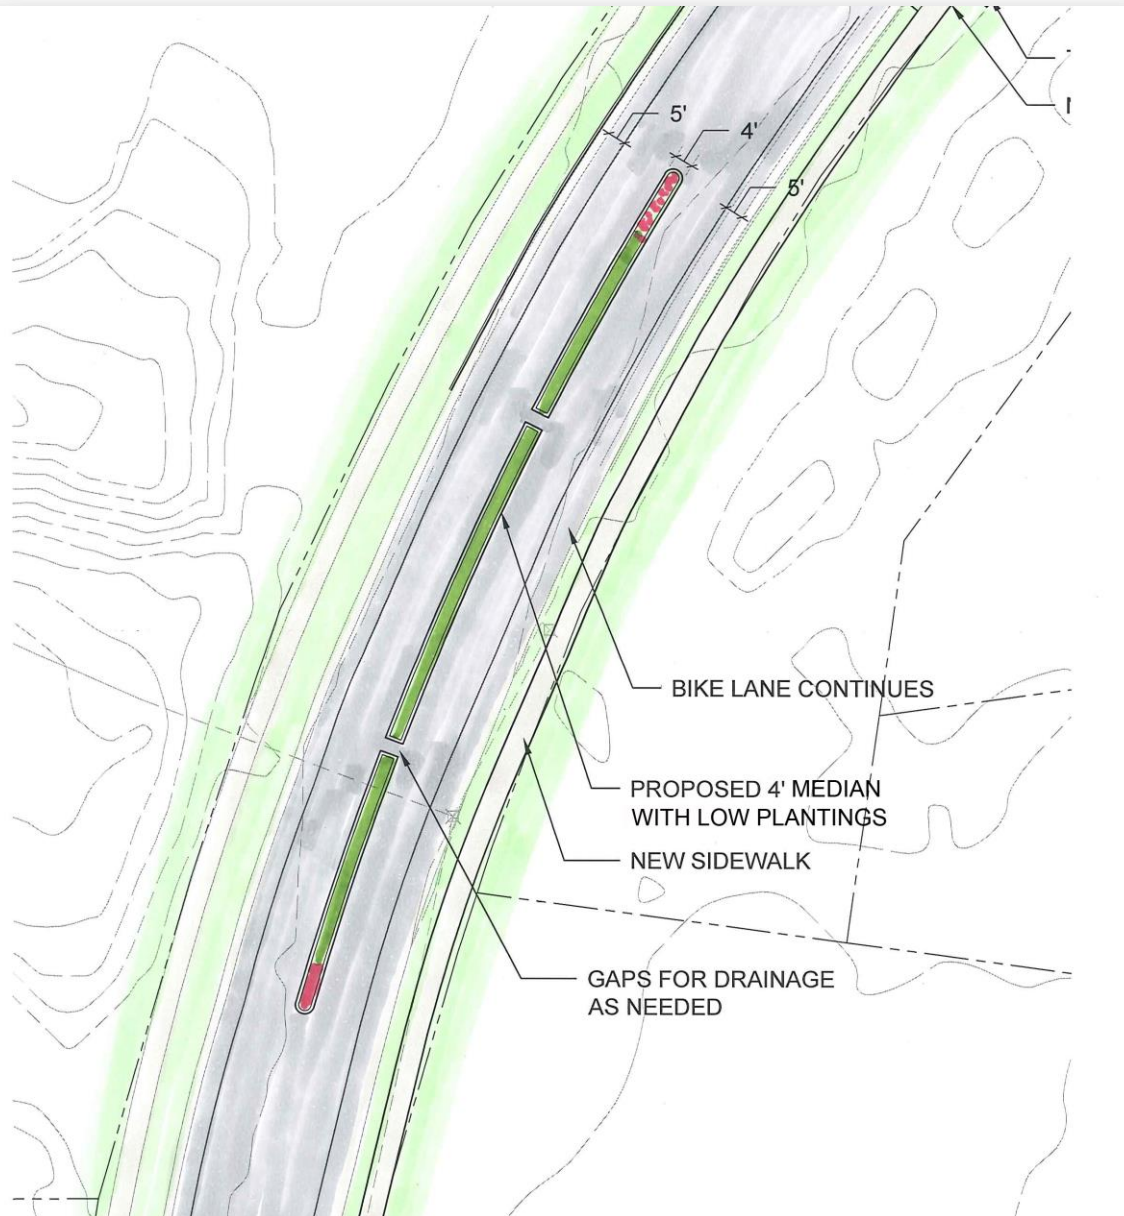 5'
4'
5'
BIKE LANE CONTINUES
PROPOSED 4' MEDIAN
WITH LOW PLANTINGS
NEW SIDEWALK
GAPS FOR DRAINAGE
AS NEEDED